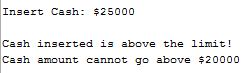 Insert Cash: $25000
Cash inserted is above the limit!
Cash amount cannot go above $20000